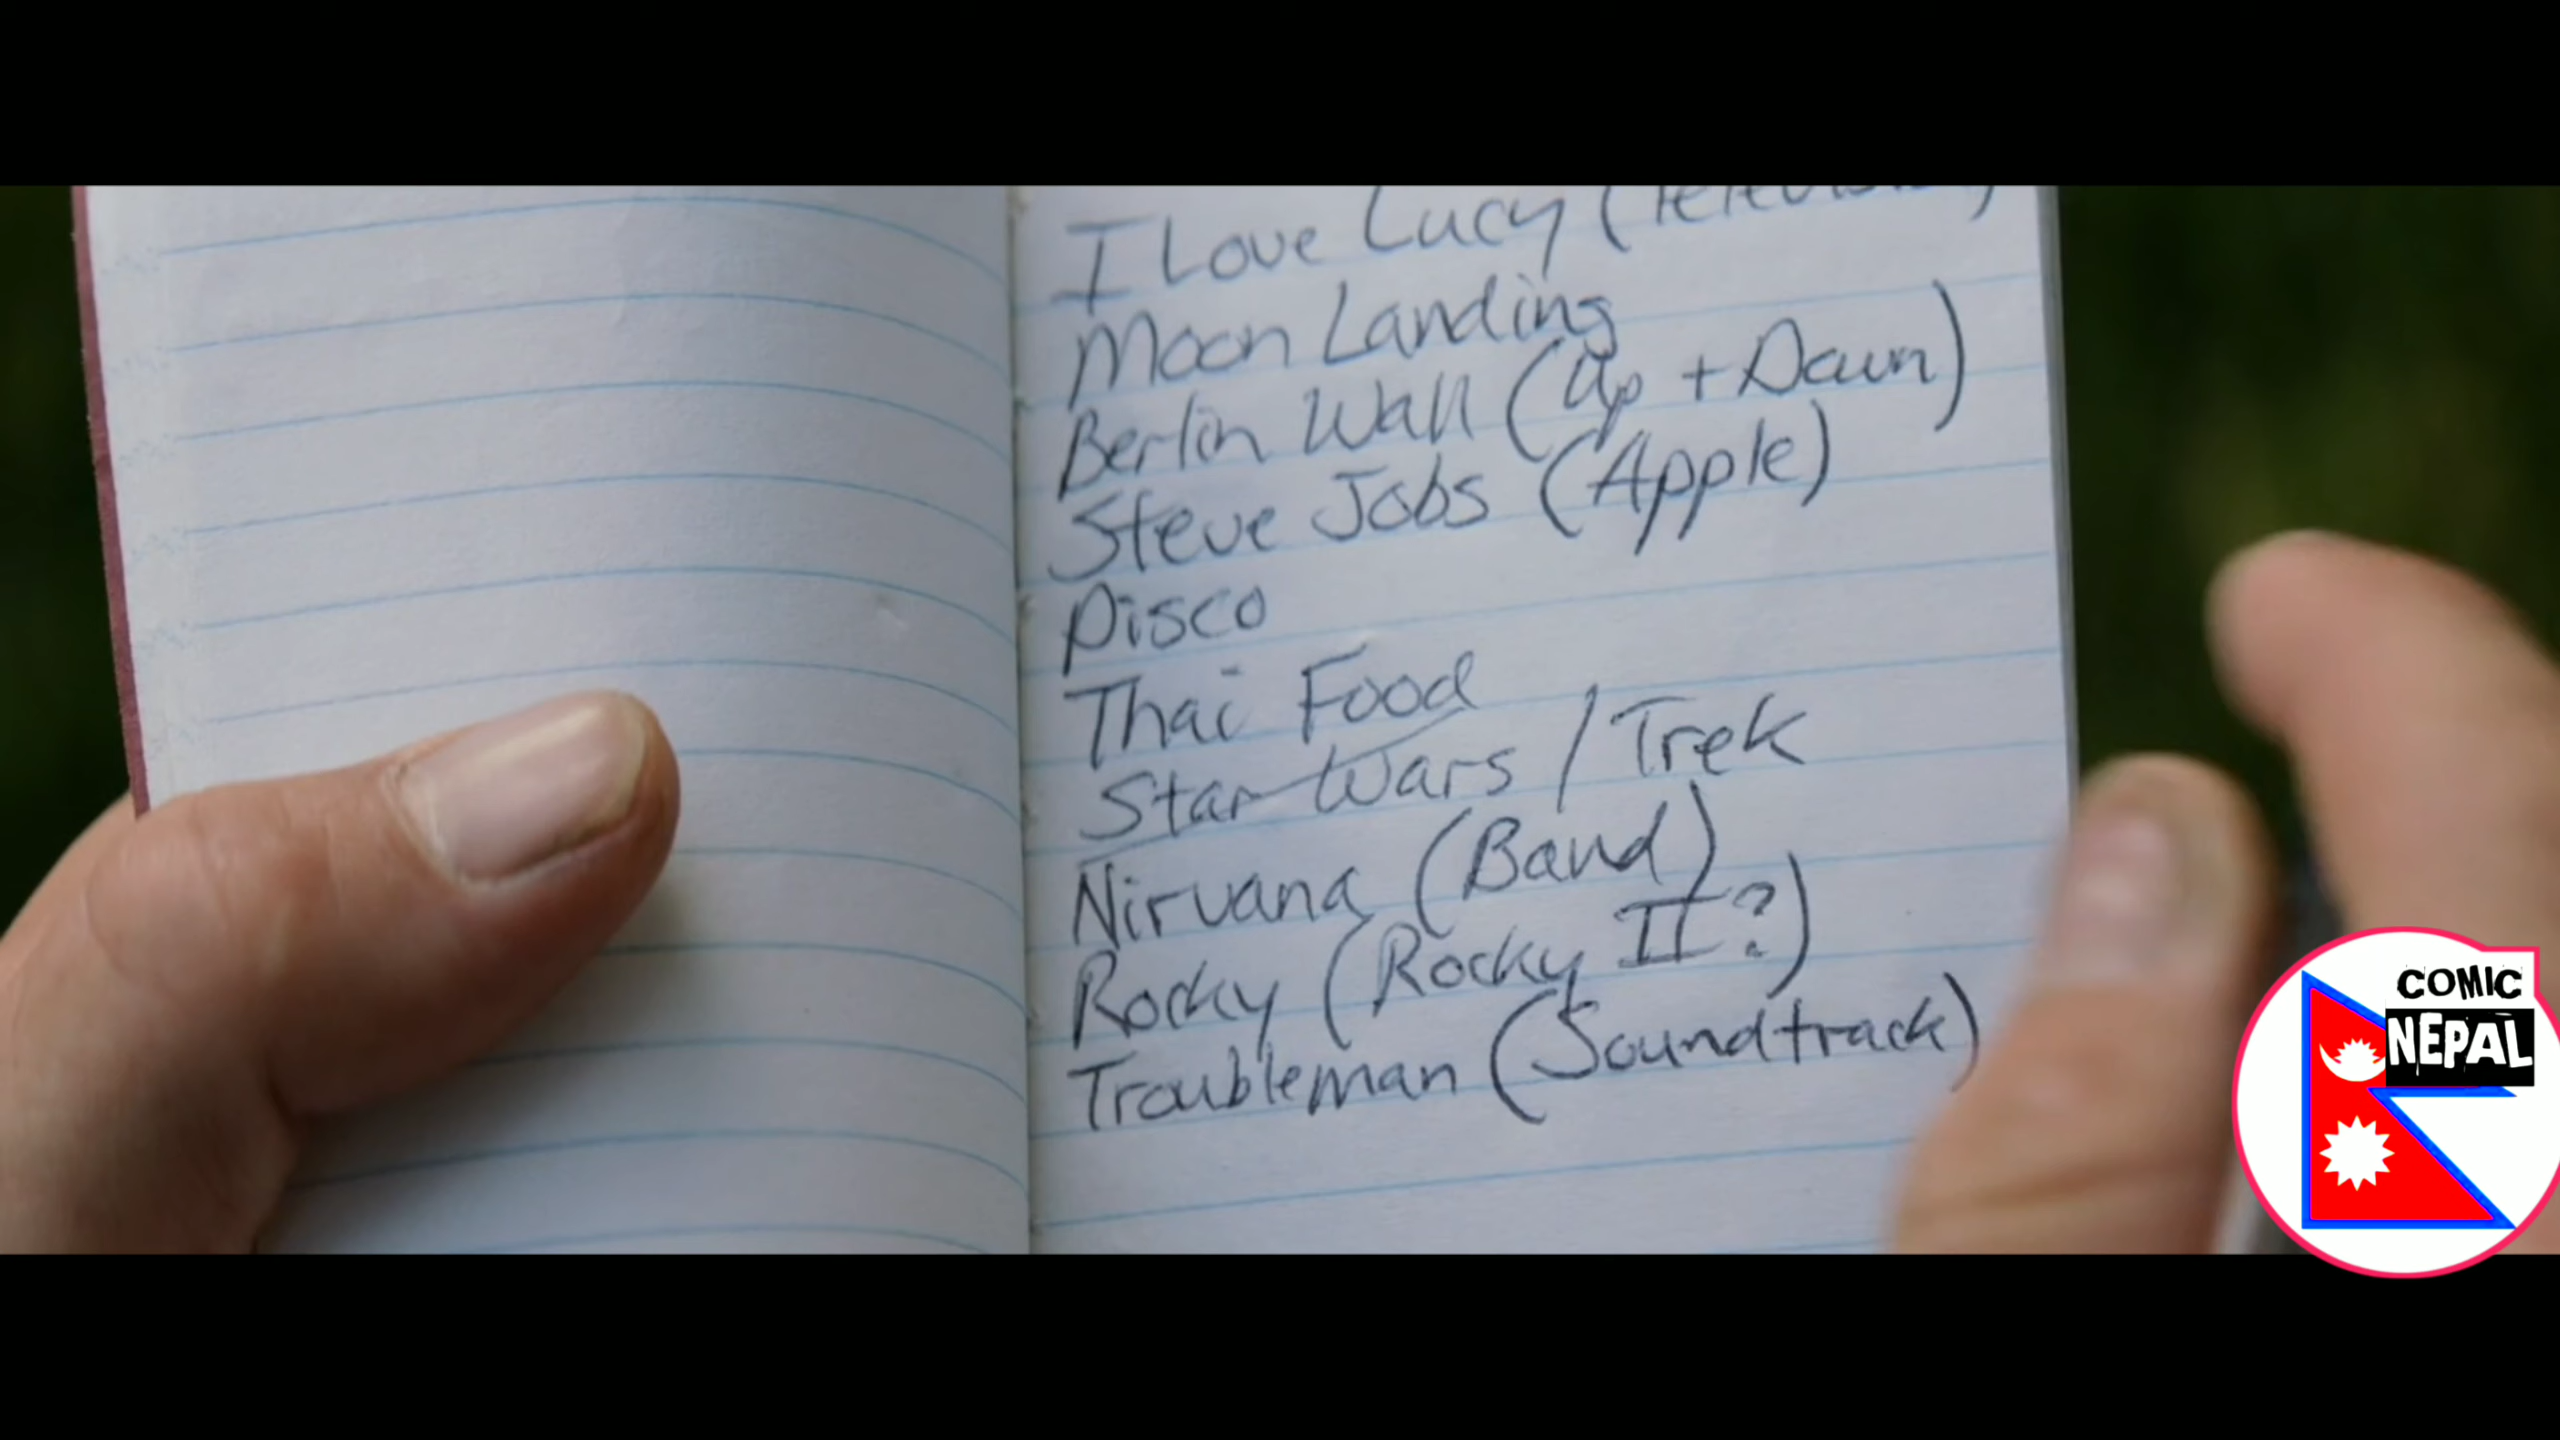 I Love Lucy (Television)
Moon Landing
Berlin Wall (Up + Down)
Steve Jobs (Apple)
Disco
Thai Food
Star Wars / Trek
Nirvana (Band)
Rocky (Rocky II?)
Troubleman (Soundtrack)
COMIC
NEPAL